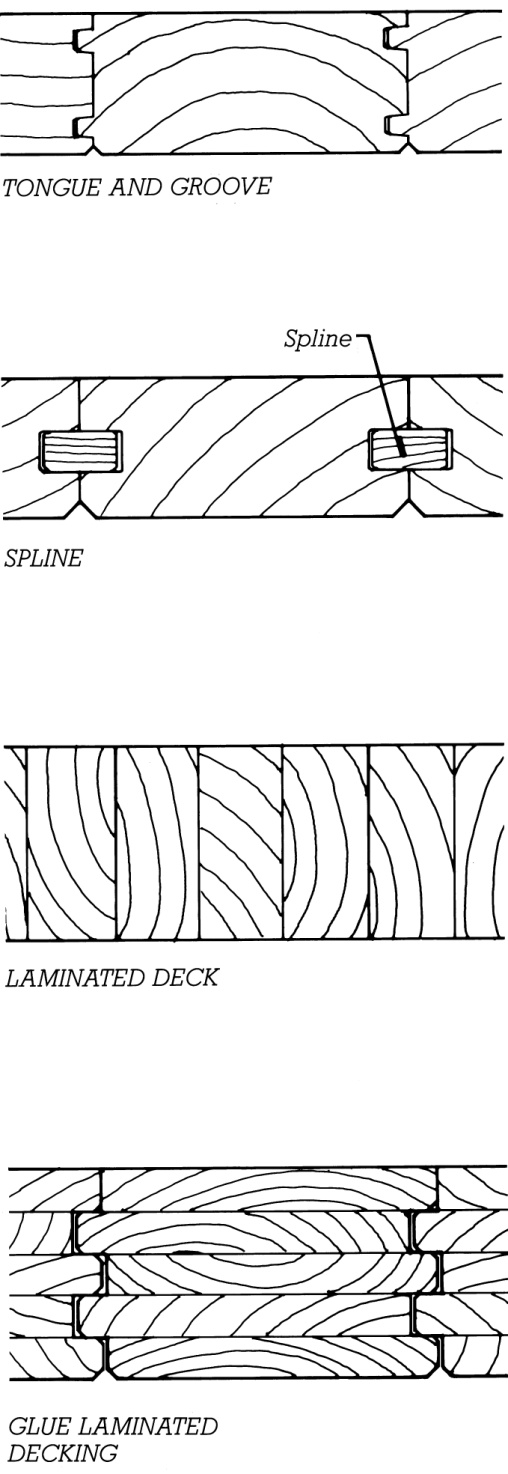 TONGUE AND GROOVE
Spline
SPLINE
LAMINATED DECK
GLUE LAMINATED
DECKING